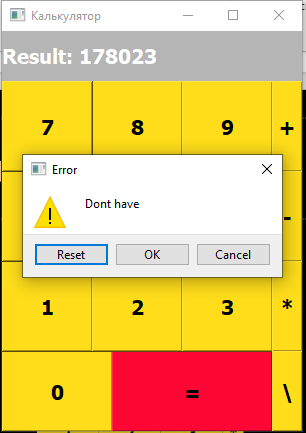 Калькулятор
Result: 178023
7 8 9 +
Error
Dont have
-
Reset OK Cancel
1 2 3 *
0 = \